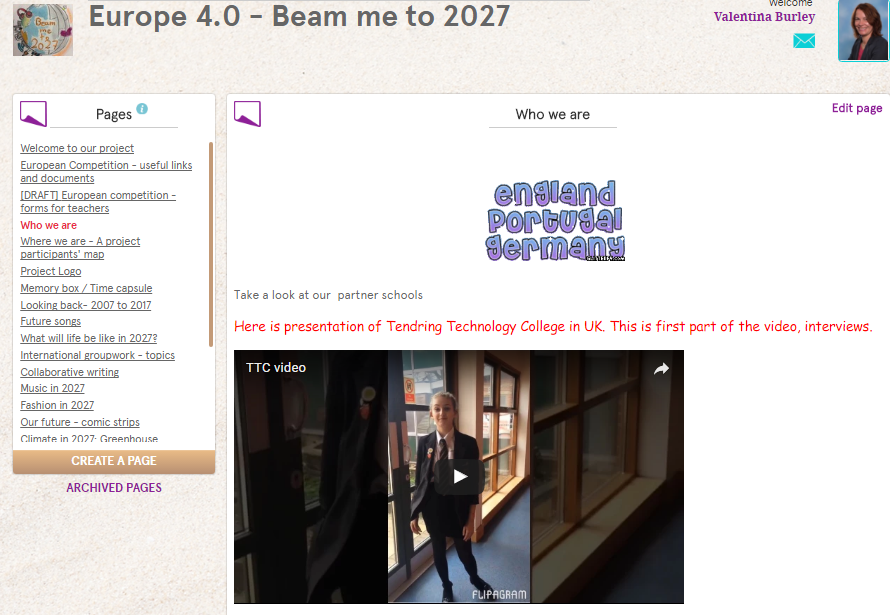 Europe 4.0 - Beam me to 2027
Welcome
Valentina Burley
Pages i
Welcome to our project
European Competition - useful links
and documents
[DRAFT] European competition -
forms for teachers
Who we are
Where we are - A project
participants' map
Project Logo
Memory box / Time capsule
Looking back- 2007 to 2017
Future songs
What will life be like in 2027?
International groupwork - topics
Collaborative writing
Music in 2027
Fashion in 2027
Our future - comic strips
Climate in 2027: Greenhouse
CREATE A PAGE
ARCHIVED PAGES
Who we are
Edit page
england
Portugal
germany
Take a look at our partner schools
Here is presentation of Tendring Technology College in UK. This is first part of the video, interviews.
TTC video
FLIPAGRAM